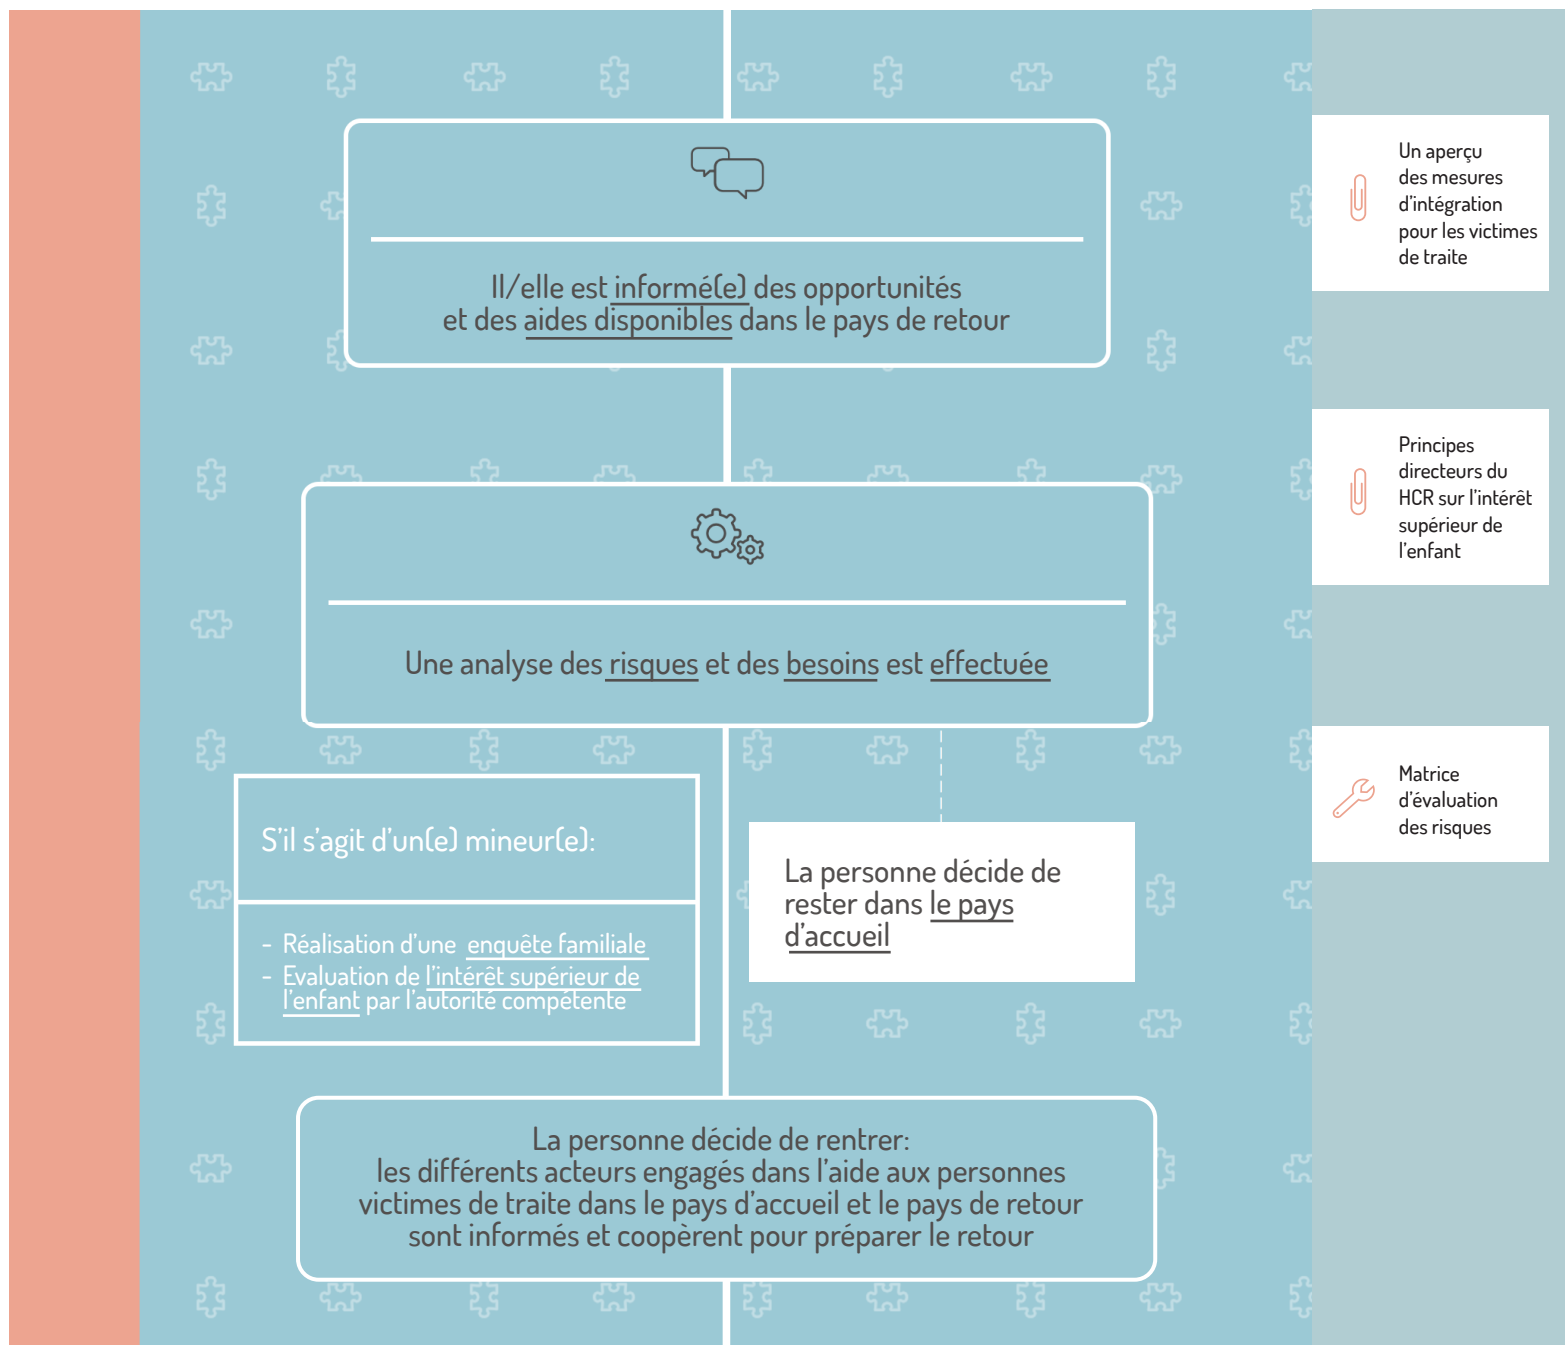 Il/elle est informé(e) des opportunités
et des aides disponibles dans le pays de retour
Une analyse des risques et des besoins est effectuée
S'il s'agit d'un(e) mineur(e):
- Réalisation d'une enquête familiale
- Evaluation de l'intérêt supérieur de
l'enfant par l'autorité compétente
La personne décide de
rester dans le pays
d'accueil
La personne décide de rentrer:
les différents acteurs engagés dans l'aide aux personnes
victimes de traite dans le pays d'accueil et le pays de retour
sont informés et coopèrent pour préparer le retour
Un aperçu
des mesures
d'intégration
pour les victimes
de traite
Principes
directeurs du
HCR sur l'intérêt
supérieur de
l'enfant
Matrice
d'évaluation
des risques